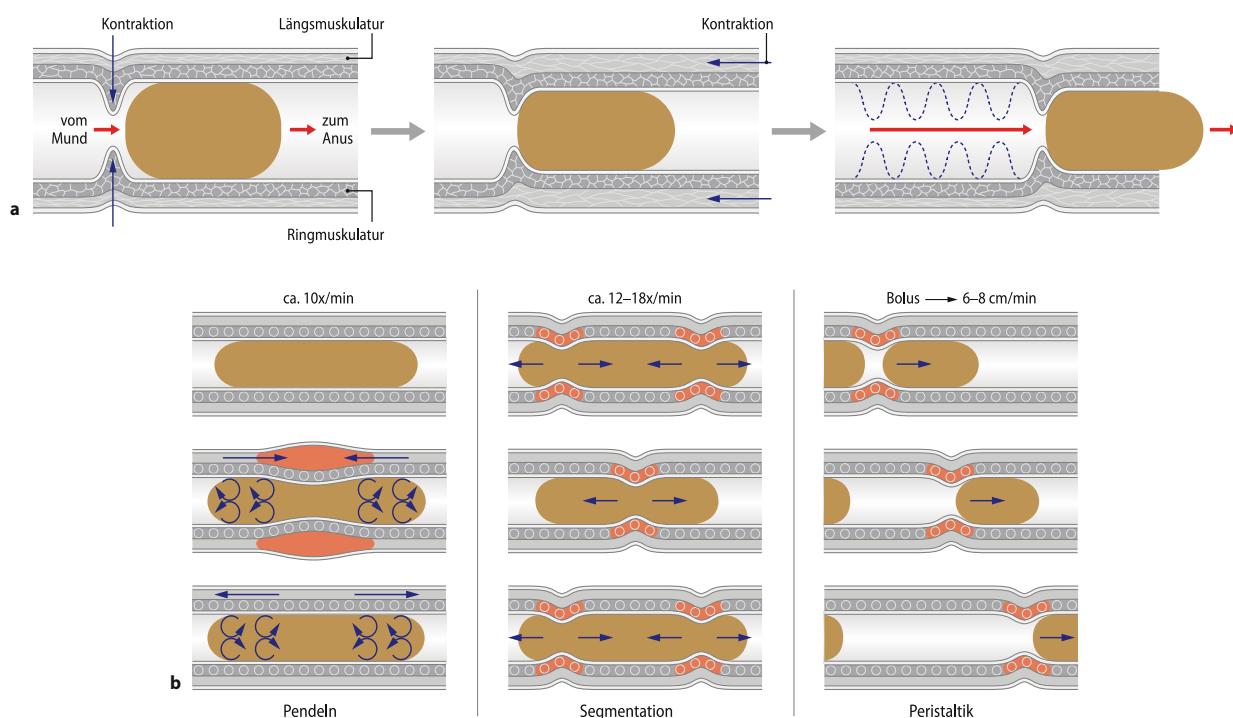 Kontraktion
Längsmuskulatur
Kontraktion
vom
Mund
zum
Anus
a
Ringmuskulatur
ca. 10x/min
ca. 12–18x/min
Bolus 6–8 cm/min
b
Pendeln
Segmentation
Peristaltik